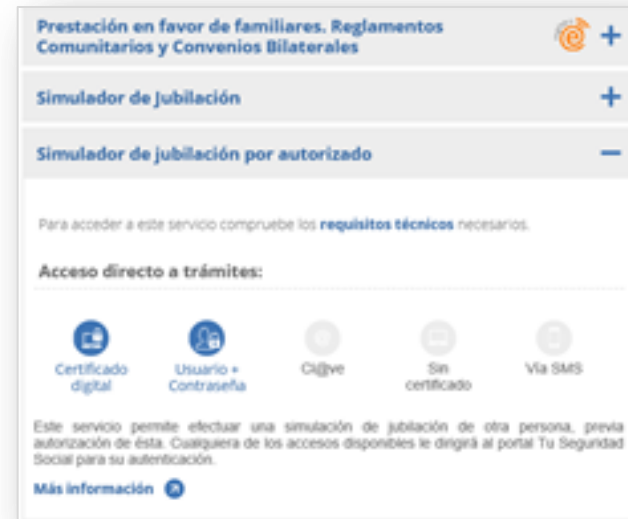 Prestación en favor de familiares. Reglamentos
Comunitarios y Convenios Bilaterales
Simulador de Jubilación
Simulador de jubilación por autorizado
Para acceder a este servicio compruebe los requisitos técnicos necesarios.
Acceso directo a trámites:
Certificado
digital
Usuario +
Contraseña
Cl@ve
Sin
certificado
Vía SMS
Este servicio permite efectuar una simulación de jubilación de otra persona, previa
autorización de ésta. Cualquiera de los accesos disponibles le dirigirá al portal Tu Seguridad
Social para su autenticación.
Más información